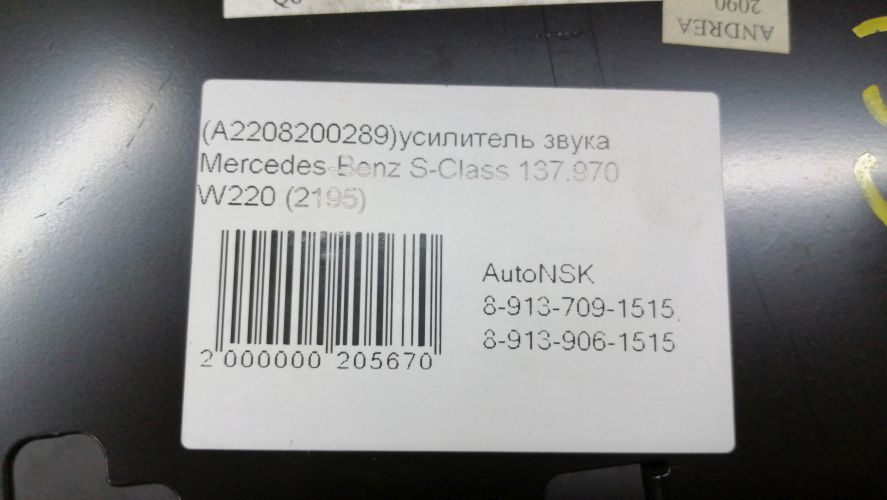 ANDREA
2090
(A2208200289)усилитель звука
Mercedes-Benz S-Class 137.970
W220 (2195)
AutoNSK
8-913-709-1515
8-913-906-1515
2 000000 205670